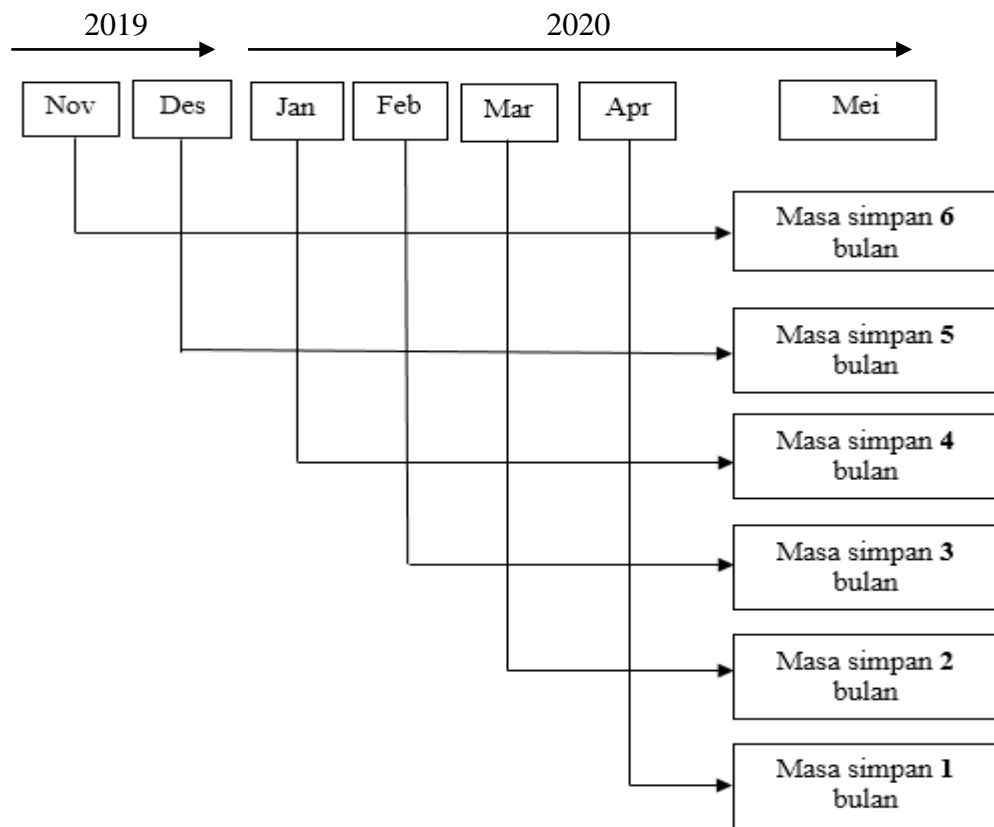 2019
2020
Nov
Des
Jan
Feb
Mar
Apr
Mei
Masa simpan 6
bulan
Masa simpan 5
bulan
Masa simpan 4
bulan
Masa simpan 3
bulan
Masa simpan 2
bulan
Masa simpan 1
bulan